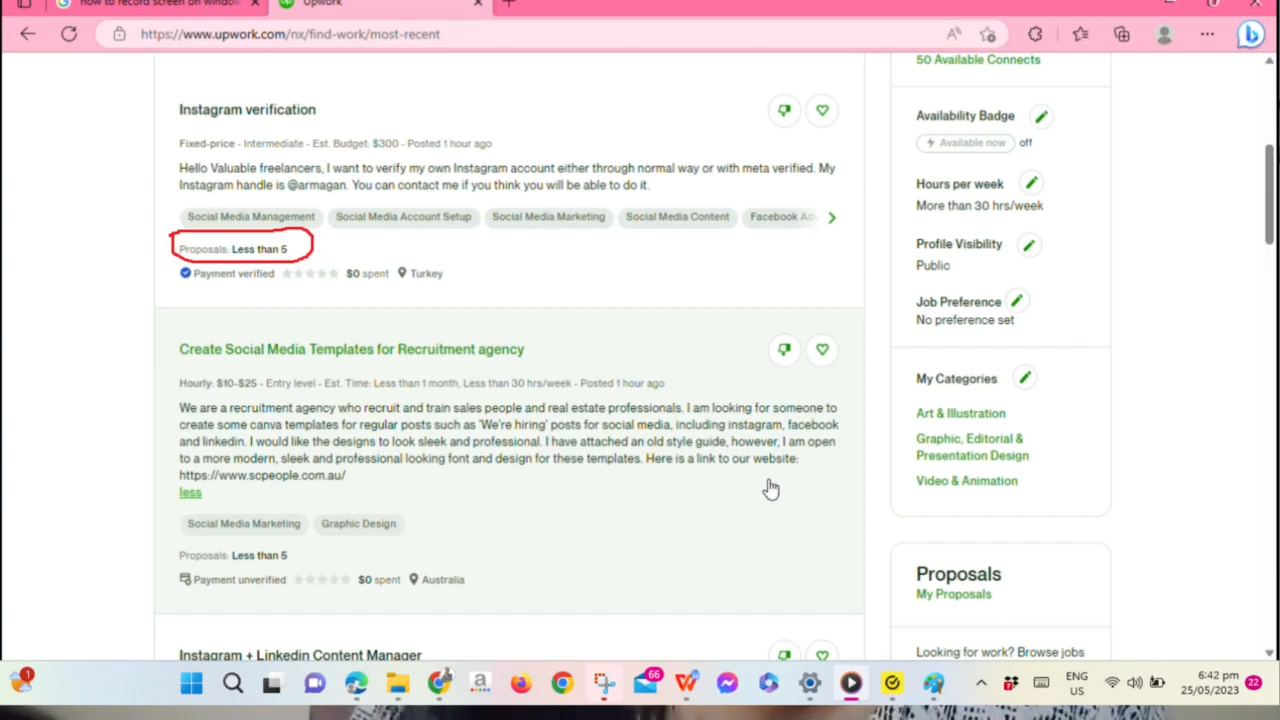 how to record screen on window
Upwork
https://www.upwork.com/nx/find-work/most-recent
50 Available Connects
Instagram verification
Fixed-price - Intermediate - Est. Budget: $300 - Posted 1 hour ago
Hello Valuable freelancers, I want to verify my own Instagram account either through normal way or with meta verified. My
Instagram handle is @armagan. You can contact me if you think you will be able to do it.
Social Media Management Social Media Account Setup Social Media Marketing Social Media Content Facebook Adv
Proposals: Less than 5
Payment verified $0 spent Turkey
Create Social Media Templates for Recruitment agency
Hourly: $10-$25 - Entry level - Est. Time: Less than 1 month, Less than 30 hrs/week - Posted 1 hour ago
We are a recruitment agency who recruit and train sales people and real estate professionals. I am looking for someone to
create some canva templates for regular posts such as 'We're hiring' posts for social media, including instagram, facebook
and linkedin. I would like the designs to look sleek and professional. I have attached an old style guide, however, I am open
to a more modern, sleek and professional looking font and design for these templates. Here is a link to our website:
https://www.scpeople.com.au/
less
Social Media Marketing Graphic Design
Proposals: Less than 5
Payment unverified $0 spent Australia
Instagram + Linkedin Content Manager
Availability Badge
Available now off
Hours per week
More than 30 hrs/week
Profile Visibility
Public
Job Preference
No preference set
My Categories
Art & Illustration
Graphic, Editorial &
Presentation Design
Video & Animation
Proposals
My Proposals
Looking for work? Browse jobs
1
66
ENG
US
6:42 pm
25/05/2023
22